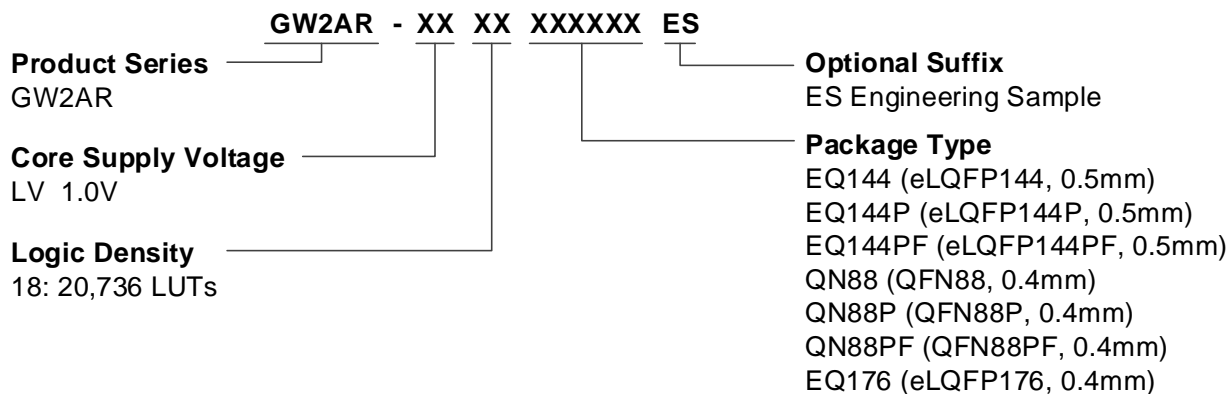 GW2AR - XX XX XXXXXX ES
Product Series
GW2AR
Core Supply Voltage
LV 1.0V
Logic Density
18: 20,736 LUTs
Optional Suffix
ES Engineering Sample
Package Type
EQ144 (eLQFP144, 0.5mm)
EQ144P (eLQFP144P, 0.5mm)
EQ144PF (eLQFP144PF, 0.5mm)
QN88 (QFN88, 0.4mm)
QN88P (QFN88P, 0.4mm)
QN88PF (QFN88PF, 0.4mm)
EQ176 (eLQFP176, 0.4mm)